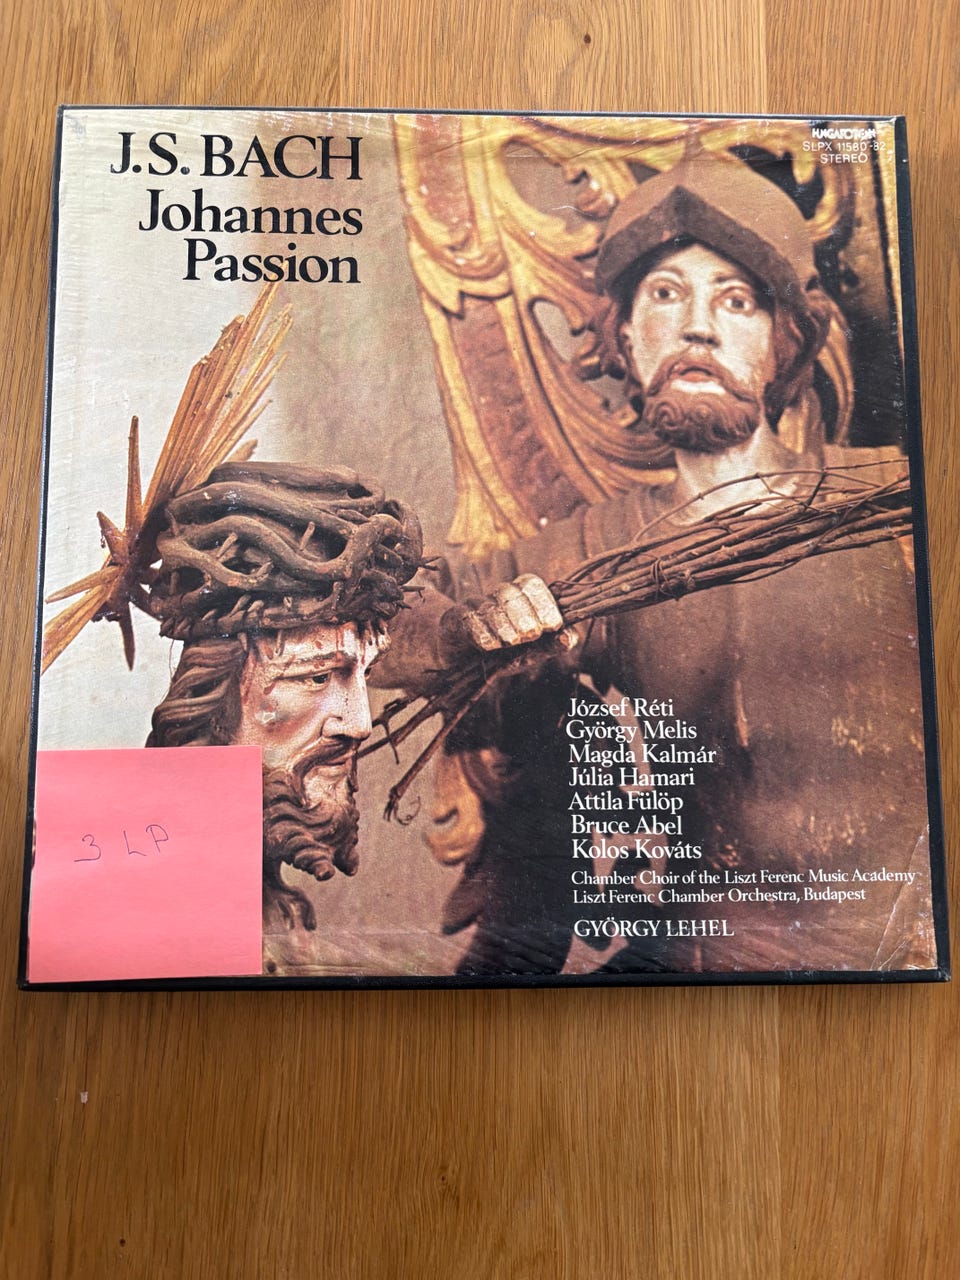 J.S. BACH
Johannes
Passion
HUNGAROTON
SLPX 11580-82
STEREO
József Réti
György Melis
Magda Kalmár
Júlia Hamari
Attila Fülöp
Bruce Abel
Kolos Kováts
Chamber Choir of the Liszt Ferenc Music Academy
Liszt Ferenc Chamber Orchestra, Budapest
GYÖRGY LEHEL
3 LP